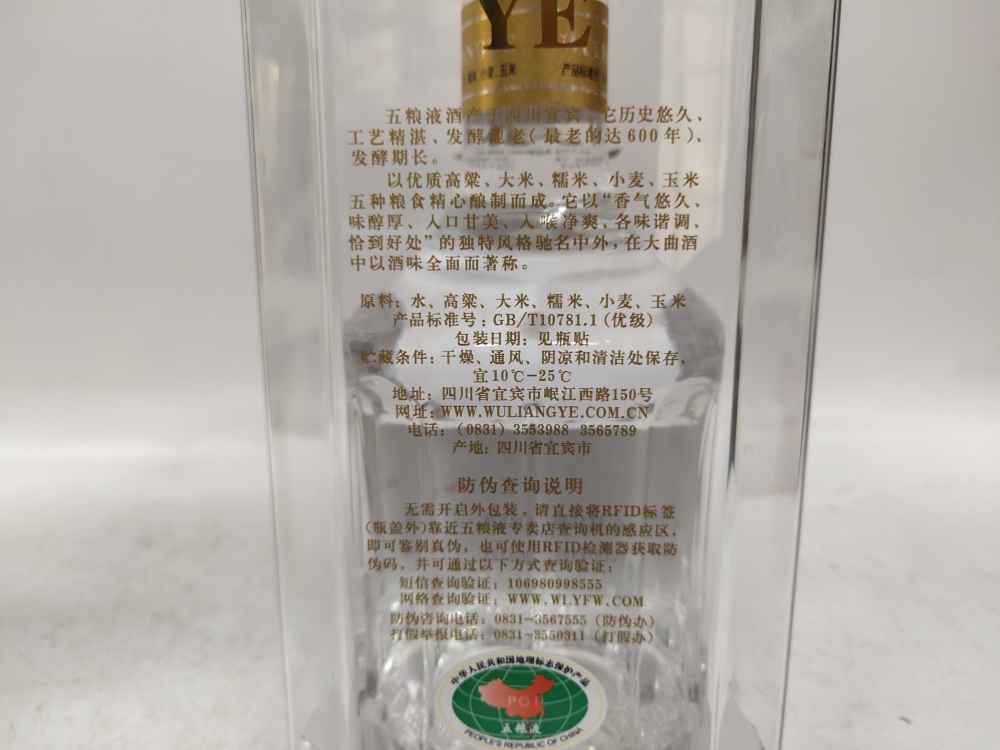 YE
玉米
产品标准
五粮液酒产于四川宜宾，它历史悠久、
工艺精湛、发酵窖老(最老的达600年)、
发酵期长。
以优质高粱、大米、糯米、小麦、玉米
五种粮食精心酿制而成。它以“香气悠久、
味醇厚、入口甘美、入喉净爽、各味谐调、
恰到好处”的独特风格驰名中外，在大曲酒
中以酒味全面而著称。
原料：水、高粱、大米、糯米、小麦、玉米
产品标准号：GB/T10781.1(优级)
包装日期：见瓶贴
贮藏条件：干燥、通风、阴凉和清洁处保存，
宜10℃-25℃
地址：四川省宜宾市岷江西路150号
网址：WWW.WULIANGYE.COM.CN
电话：(0831) 3553988 3565789
产地：四川省宜宾市
防伪查询说明
无需开启外包装，请直接将RFID标签
(瓶盖外)靠近五粮液专卖店查询机的感应区，
即可鉴别真伪，也可使用RFID检测器获取防
伪码，并可通过以下方式查询验证：
短信查询验证：106980998555
网络查询验证：WWW.WLYFW.COM
防伪咨询电话：0831-3567555 (防伪办)
打假举报电话：0831-3550311 (打假办)
中华人民共和国地理标志保护产品
PGI
五粮液
PEOPLE'S REPUBLIC OF CHINA